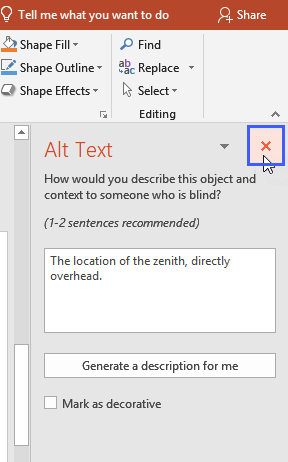 Tell me what you want to do
Share
Shape Fill
Find
Shape Outline
Replace
Shape Effects
Select
Editing
Alt Text
How would you describe this object and
context to someone who is blind?
(1-2 sentences recommended)
The location of the zenith, directly
overhead.
Generate a description for me
Mark as decorative